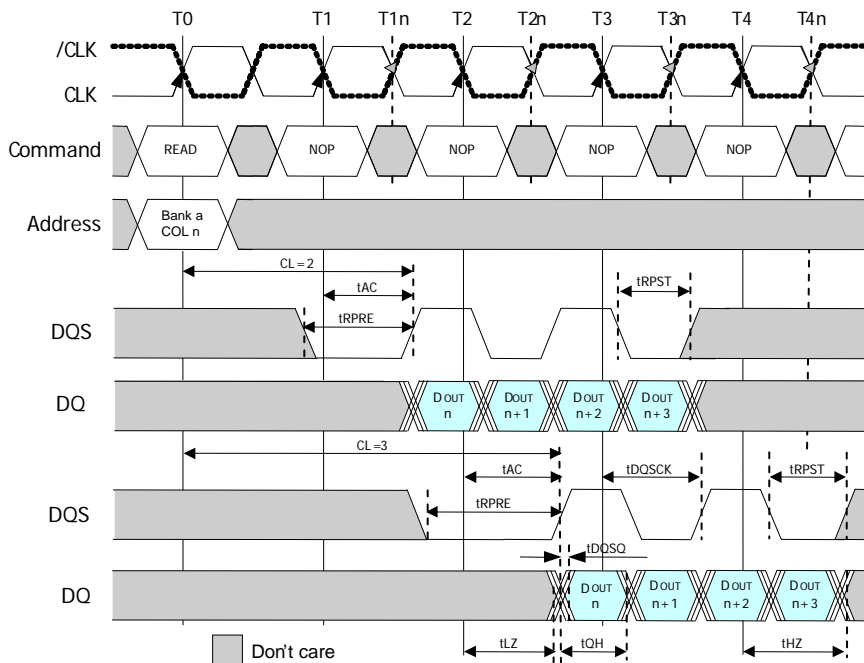 T0 T1 T1n T2 T2n T3 T3n T4 T4n
/CLK
CLK
Command READ NOP NOP NOP NOP
Address Bank a
COL n
CL=2
tAC
tRPST
tRPRE
DQS
DQ DOUT n DOUT n+1 DOUT n+2 DOUT n+3
CL=3
tAC tDQSCK tRPST
tRPRE
DQS
tDQSQ
DQ DOUT n DOUT n+1 DOUT n+2 DOUT n+3
tLZ tQH tHZ
Don't care